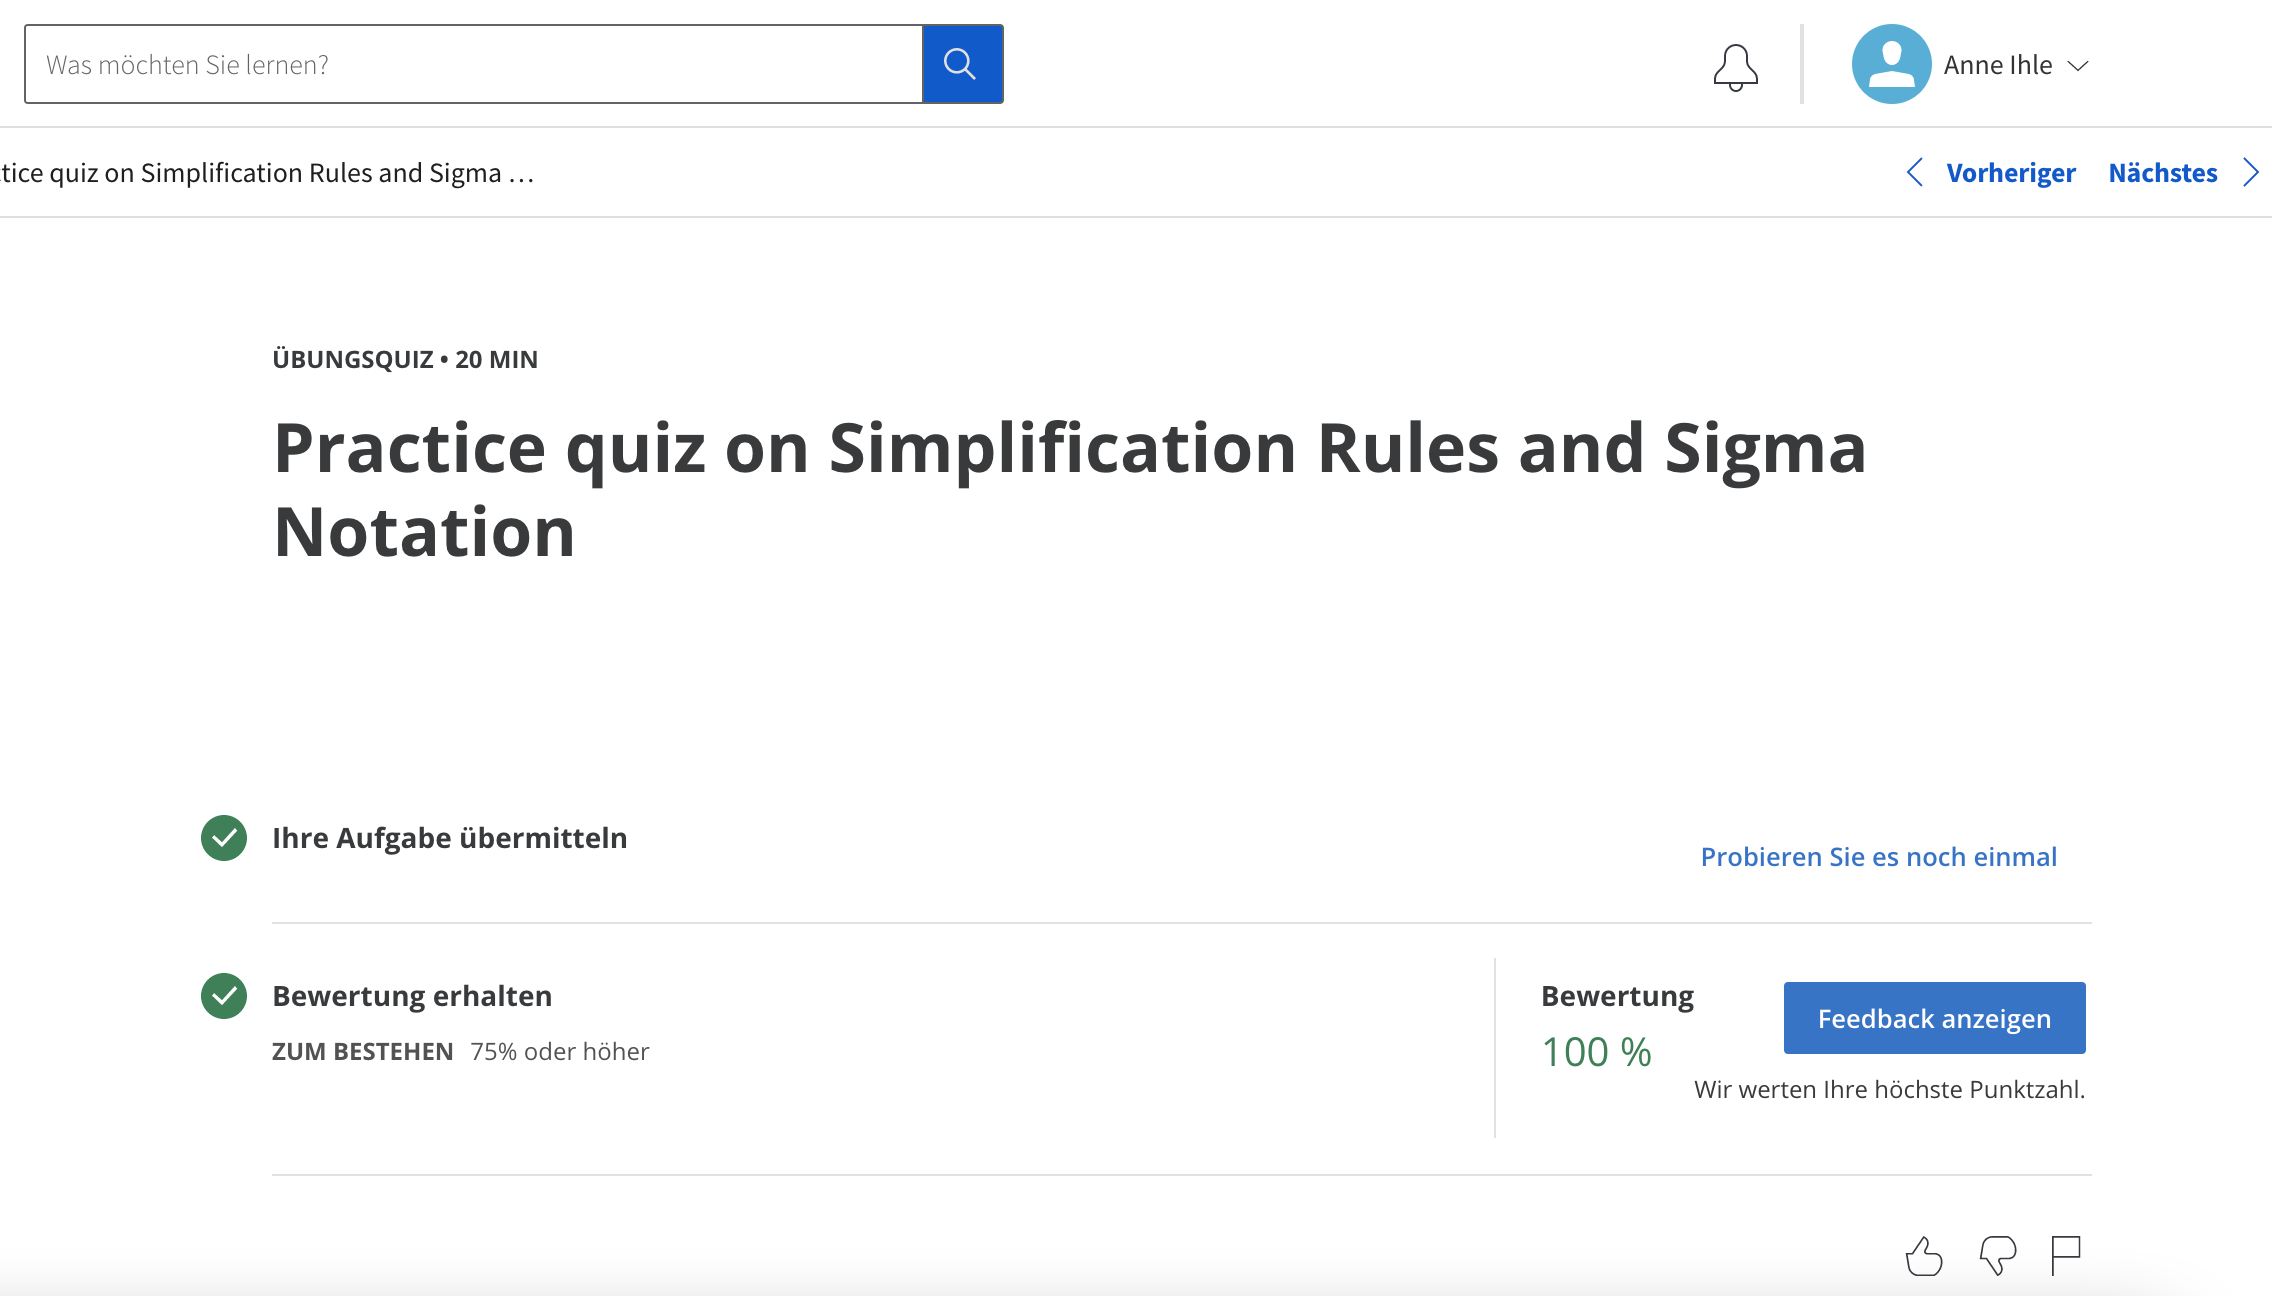 Was möchten Sie lernen?
Anne Ihle
tice quiz on Simplification Rules and Sigma …
Vorheriger
Nächstes
ÜBUNGSQUIZ • 20 MIN
Practice quiz on Simplification Rules and Sigma
Notation
Ihre Aufgabe übermitteln
Probieren Sie es noch einmal
Bewertung erhalten
ZUM BESTEHEN 75% oder höher
Bewertung
100 %
Feedback anzeigen
Wir werten Ihre höchste Punktzahl.